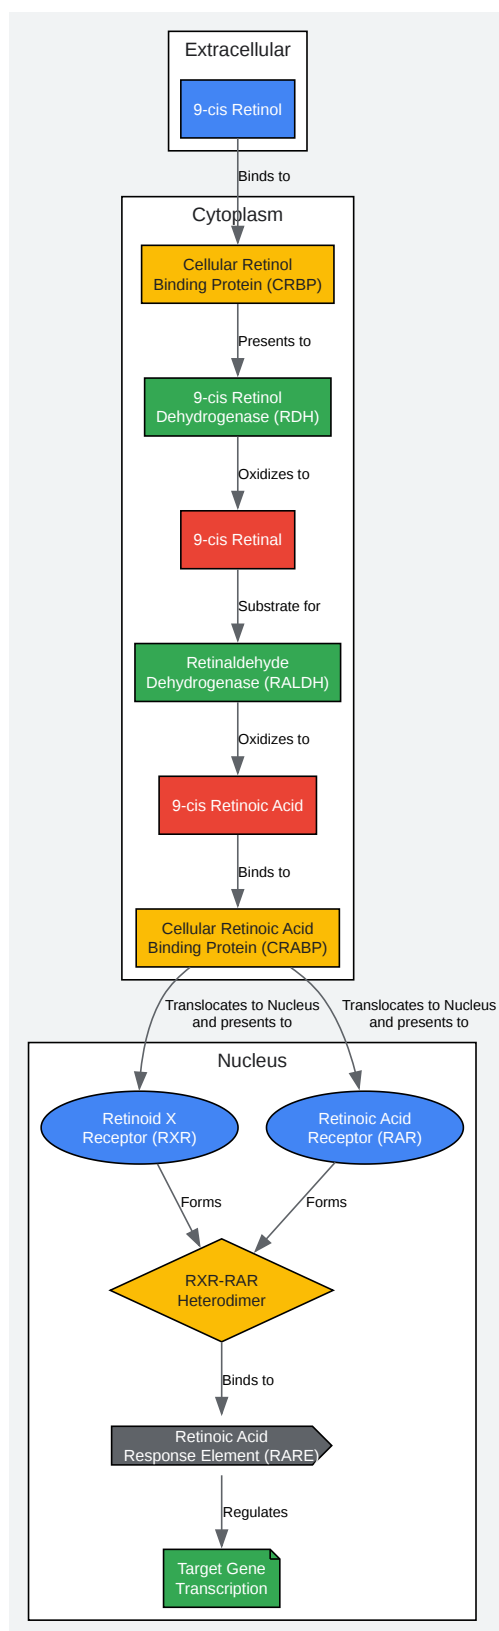 Extracellular
9-cis Retinol
Binds to
Cytoplasm
Cellular Retinol
Binding Protein (CRBP)
Presents to
9-cis Retinol
Dehydrogenase (RDH)
Oxidizes to
9-cis Retinal
Substrate for
Retinaldehyde
Dehydrogenase (RALDH)
Oxidizes to
9-cis Retinoic Acid
Binds to
Cellular Retinoic Acid
Binding Protein (CRABP)
Translocates to Nucleus
and presents to
Translocates to Nucleus
and presents to
Nucleus
Retinoid X
Receptor (RXR)
Retinoic Acid
Receptor (RAR)
Forms
Forms
RXR-RAR
Heterodimer
Binds to
Retinoic Acid
Response Element (RARE)
Regulates
Target Gene
Transcription